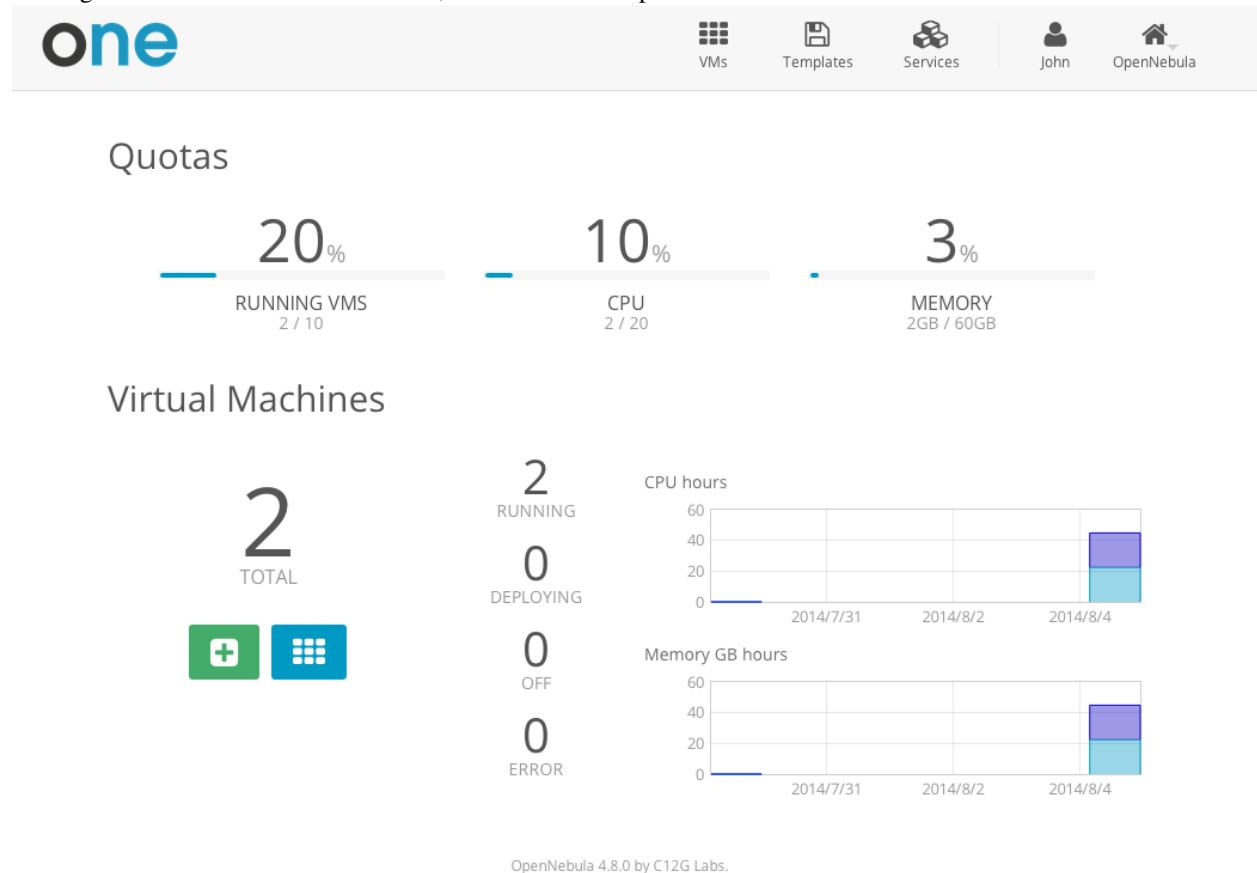 one
VMs Templates Services John OpenNebula
Quotas
20% 10% 3%
RUNNING VMS CPU MEMORY
2 / 10 2 / 20 2GB / 60GB
Virtual Machines
2
TOTAL
2
RUNNING
0
DEPLOYING
0
OFF
0
ERROR
CPU hours
60
40
20
0
2014/7/31 2014/8/2 2014/8/4
Memory GB hours
60
40
20
0
2014/7/31 2014/8/2 2014/8/4
OpenNebula 4.8.0 by C12G Labs.